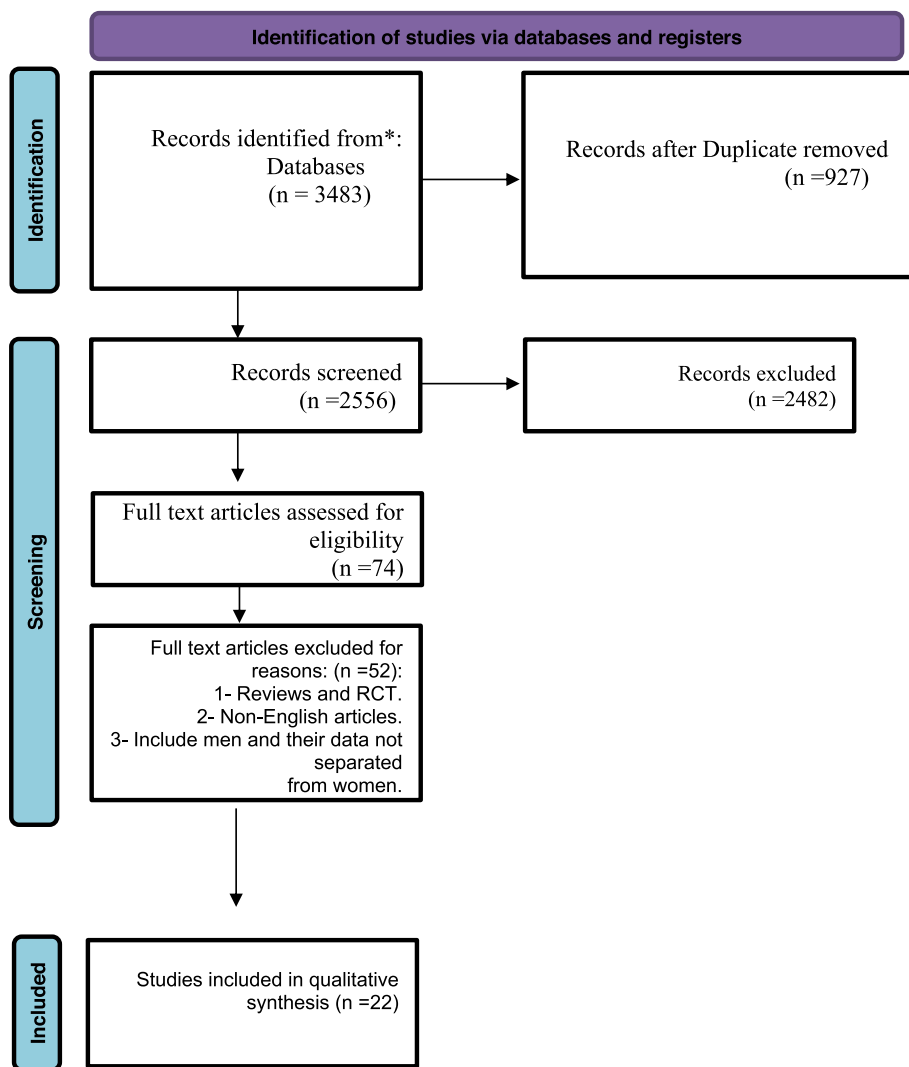 Identification of studies via databases and registers
Identification
Records identified from*:
Databases
(n = 3483)
Records after Duplicate removed
(n =927)
Screening
Records screened
(n =2556)
Records excluded
(n =2482)
Full text articles assessed for
eligibility
(n =74)
Full text articles excluded for
reasons: (n =52):
1- Reviews and RCT.
2- Non-English articles.
3- Include men and their data not
separated
from women.
Included
Studies included in qualitative
synthesis (n =22)